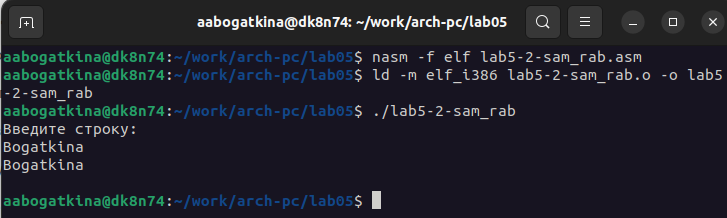 aabogatkina@dk8n74: ~/work/arch-pc/lab05
aabogatkina@dk8n74:~/work/arch-pc/lab05$ nasm -f elf lab5-2-sam_rab.asm
aabogatkina@dk8n74:~/work/arch-pc/lab05$ ld -m elf_i386 lab5-2-sam_rab.o -o lab5
-2-sam_rab
aabogatkina@dk8n74:~/work/arch-pc/lab05$ ./lab5-2-sam_rab
Введите строку:
Bogatkina
Bogatkina
aabogatkina@dk8n74:~/work/arch-pc/lab05$